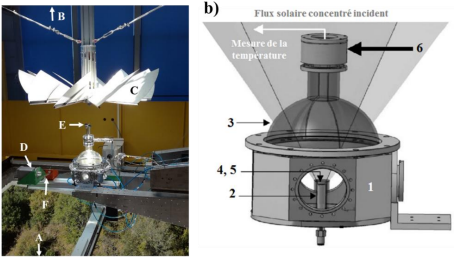 B
C
E
D
F
A
b)
Flux solaire concentré incident
Mesure de la
température
6
3
4, 5
2
1